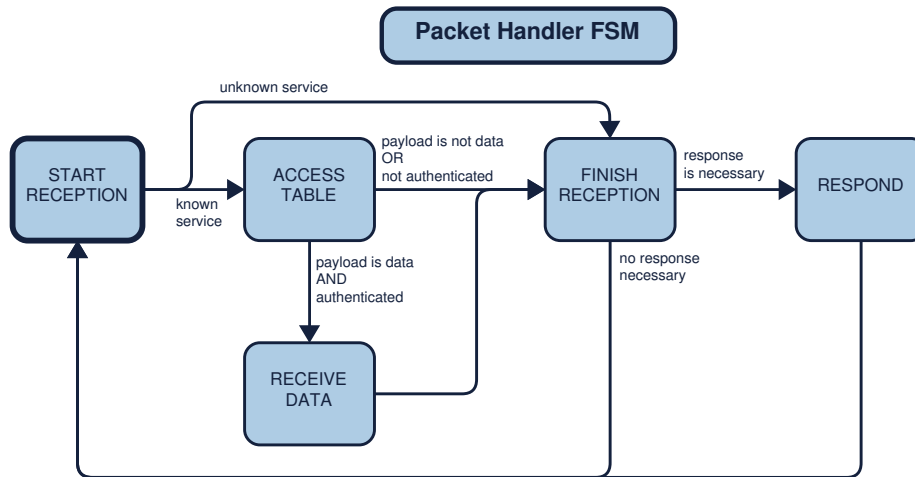 Packet Handler FSM
unknown service
START
RECEPTION
known
service
ACCESS
TABLE
payload is not data
OR
not authenticated
FINISH
RECEPTION
response
is necessary
RESPOND
payload is data
AND
authenticated
no response
necessary
RECEIVE
DATA